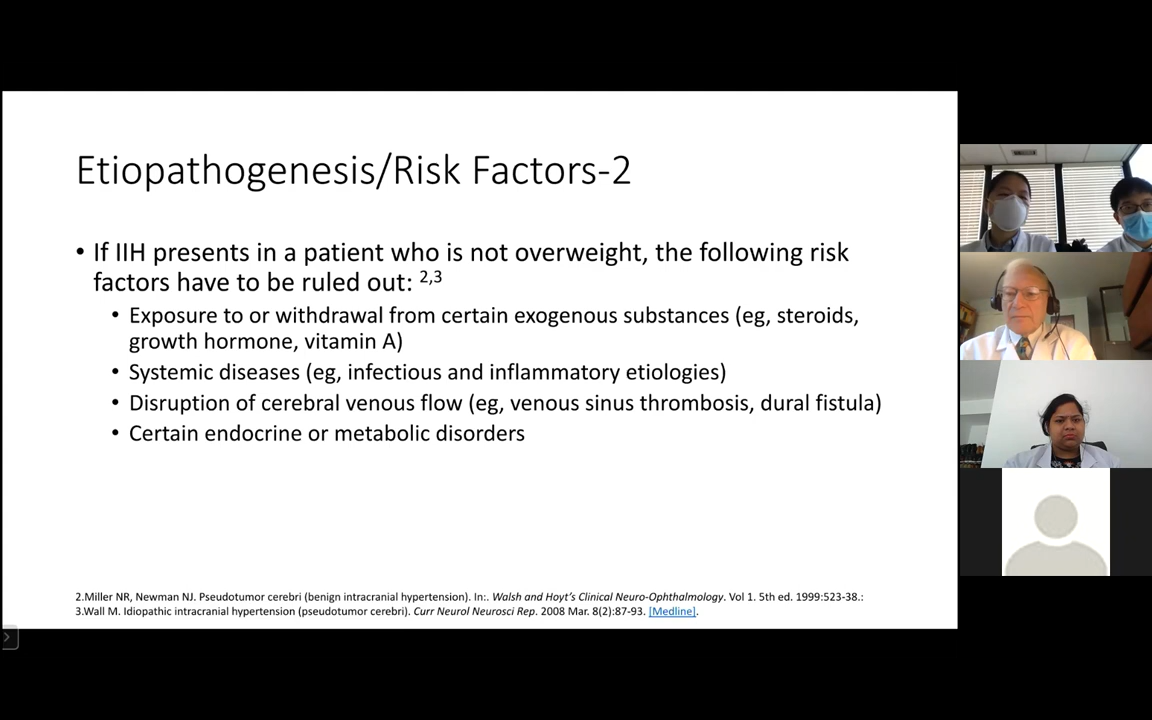 Etiopathogenesis/Risk Factors-2
• If IIH presents in a patient who is not overweight, the following risk
factors have to be ruled out: 2,3
• Exposure to or withdrawal from certain exogenous substances (eg, steroids,
growth hormone, vitamin A)
• Systemic diseases (eg, infectious and inflammatory etiologies)
• Disruption of cerebral venous flow (eg, venous sinus thrombosis, dural fistula)
• Certain endocrine or metabolic disorders
2.Miller NR, Newman NJ. Pseudotumor cerebri (benign intracranial hypertension). In:. Walsh and Hoyt's Clinical Neuro-Ophthalmology. Vol 1. 5th ed. 1999:523-38.:
3.Wall M. Idiopathic intracranial hypertension (pseudotumor cerebri). Curr Neurol Neurosci Rep. 2008 Mar. 8(2):87-93. [Medline].